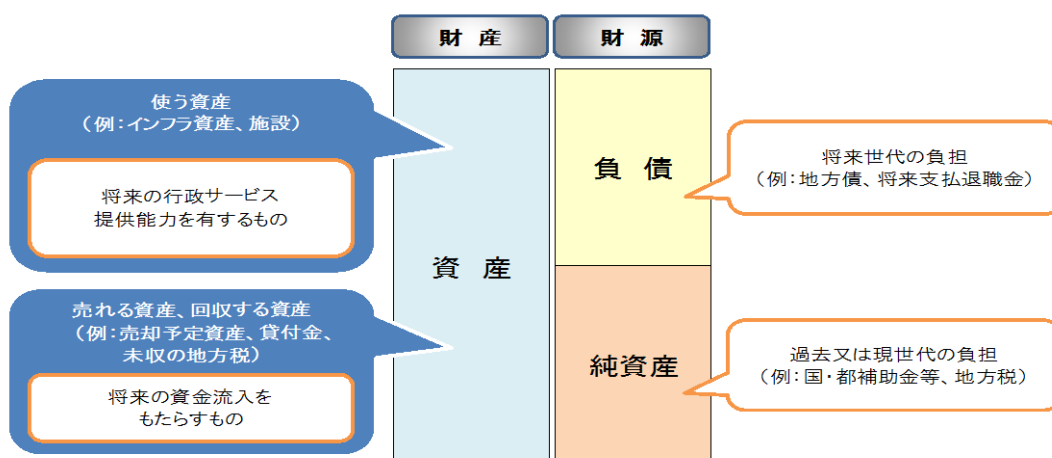 財産
財源
使う資産
（例：インフラ資産、施設）
将来の行政サービス
提供能力を有するもの
売れる資産、回収する資産
（例：売却予定資産、貸付金、
未収の地方税）
将来の資金流入を
もたらすもの
資産
負債
純資産
将来世代の負担
（例：地方債、将来支払退職金）
過去又は現世代の負担
（例：国・都補助金等、地方税）